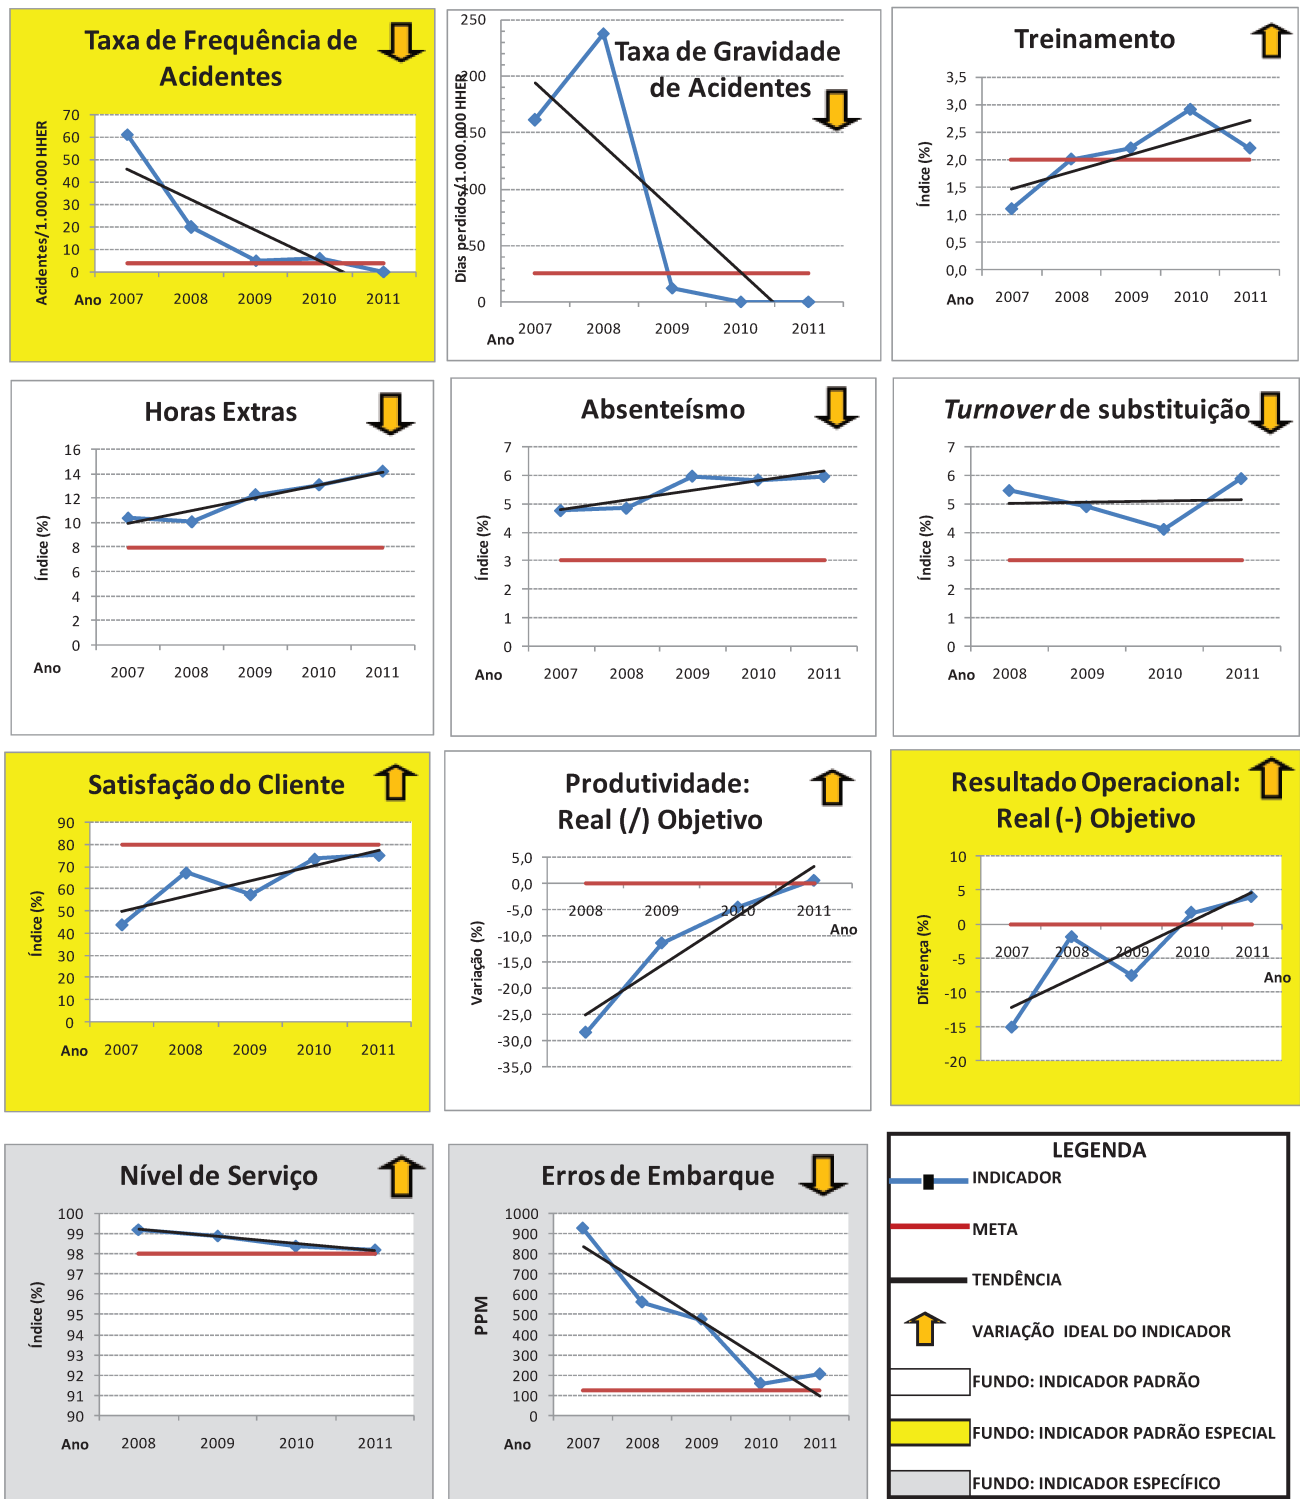 Taxa de Frequência de
Acidentes
Acidentes/1.000.000 HHER
70
60
50
40
30
20
10
0
Ano 2007 2008 2009 2010 2011
Taxa de Gravidade
de Acidentes
Dias perdidos/1.000.000 HHER
250
200
150
100
50
0
2007 2008 2009 2010 2011
Ano
Treinamento
Índice (%)
3,5
3,0
2,5
2,0
1,5
1,0
0,5
0,0
Ano 2007 2008 2009 2010 2011
Horas Extras
Índice (%)
16
14
12
10
8
6
4
2
0
Ano 2007 2008 2009 2010 2011
Absenteísmo
Índice (%)
7
6
5
4
3
2
1
0
Ano 2007 2008 2009 2010 2011
Turnover de substituição
Índice (%)
7
6
5
4
3
2
1
0
Ano 2008 2009 2010 2011
Satisfação do Cliente
Índice (%)
90
80
70
60
50
40
30
20
10
0
Ano 2007 2008 2009 2010 2011
Produtividade:
Real (/) Objetivo
Variação (%)
5,0
0,0
-5,0
-10,0
-15,0
-20,0
-25,0
-30,0
-35,0
2008 2009 2010 2011
Ano
Resultado Operacional:
Real (-) Objetivo
Diferença (%)
10
5
0
-5
-10
-15
-20
2007 2008 2009 2010 2011
Ano
Nível de Serviço
Índice (%)
100
99
98
97
96
95
94
93
92
91
90
Ano 2008 2009 2010 2011
Erros de Embarque
PPM
1000
900
800
700
600
500
400
300
200
100
0
Ano 2007 2008 2009 2010 2011
LEGENDA
INDICADOR
META
TENDÊNCIA
VARIAÇÃO IDEAL DO INDICADOR
FUNDO: INDICADOR PADRÃO
FUNDO: INDICADOR PADRÃO ESPECIAL
FUNDO: INDICADOR ESPECÍFICO